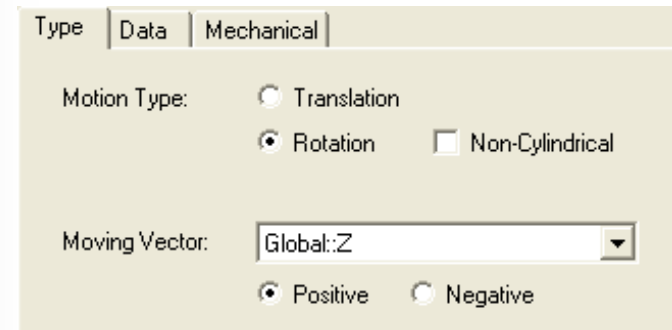 Type Data Mechanical
Motion Type: Translation
Rotation Non-Cylindrical
Moving Vector: Global::Z
Positive Negative